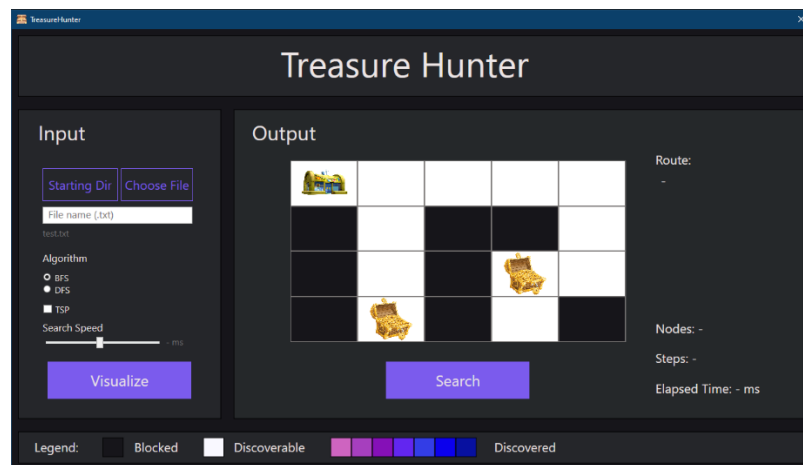 TreasureHunter
Treasure Hunter
Input
Starting Dir
Choose File
File name (.txt)
test.txt
Algorithm
BFS
DFS
TSP
Search Speed
- ms
Visualize
Output
Search
Route:
-
Nodes: -
Steps: -
Elapsed Time: - ms
Legend:
Blocked
Discoverable
Discovered